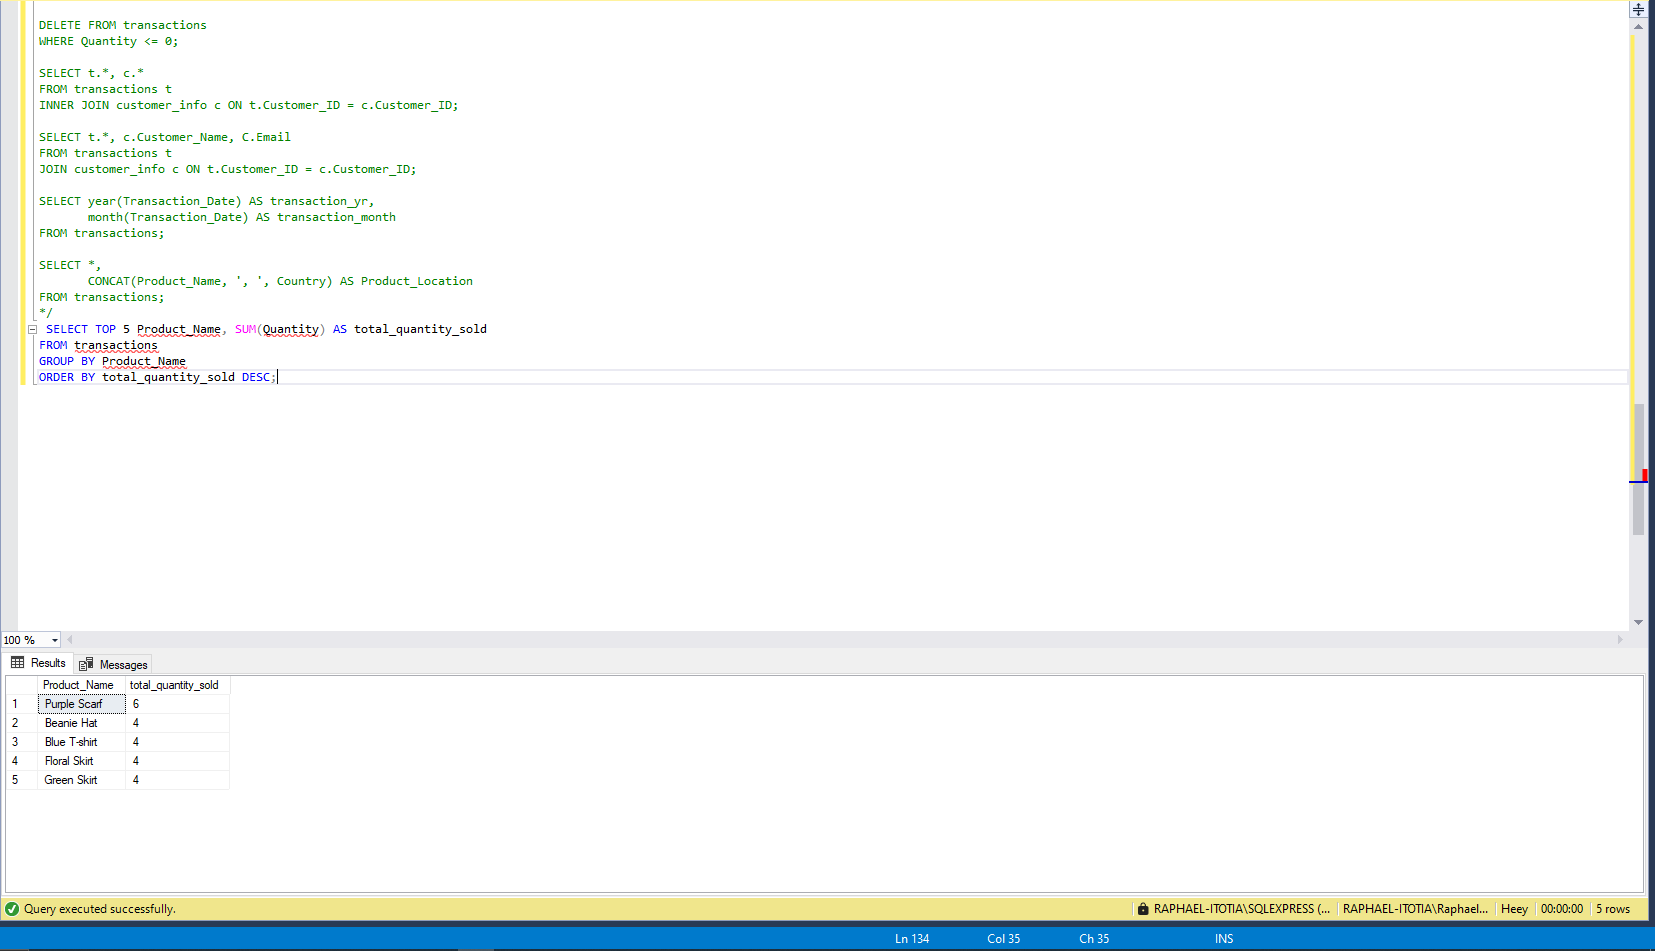 DELETE FROM transactions
WHERE Quantity <= 0;
SELECT t.*, c.*
FROM transactions t
INNER JOIN customer_info c ON t.Customer_ID = c.Customer_ID;
SELECT t.*, c.Customer_Name, C.Email
FROM transactions t
JOIN customer_info c ON t.Customer_ID = c.Customer_ID;
SELECT year(Transaction_Date) AS transaction_yr,
month(Transaction_Date) AS transaction_month
FROM transactions;
SELECT *,
CONCAT(Product_Name, ', ', Country) AS Product_Location
FROM transactions;
*/
SELECT TOP 5 Product_Name, SUM(Quantity) AS total_quantity_sold
FROM transactions
GROUP BY Product_Name
ORDER BY total_quantity_sold DESC;
100 %
Results Messages
Product_Name total_quantity_sold
1 Purple Scarf 6
2 Beanie Hat 4
3 Blue T-shirt 4
4 Floral Skirt 4
5 Green Skirt 4
Query executed successfully. RAPHAEL-ITOTIA\SQLEXPRESS (... RAPHAEL-ITOTIA\Raphael... Heey 00:00:00 5 rows
Ln 134 Col 35 Ch 35 INS